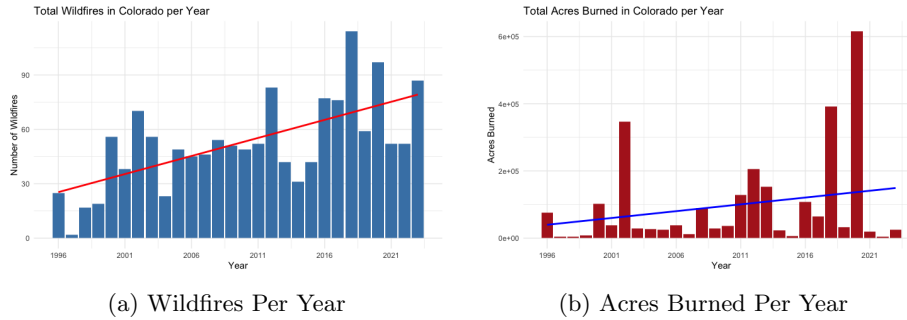 Total Wildfires in Colorado per Year
Number of Wildfires
90
60
30
0
1996 2001 2006 2011 2016 2021
Year
(a) Wildfires Per Year
Total Acres Burned in Colorado per Year
Acres Burned
6e+05
4e+05
2e+05
0e+00
1996 2001 2006 2011 2016 2021
Year
(b) Acres Burned Per Year